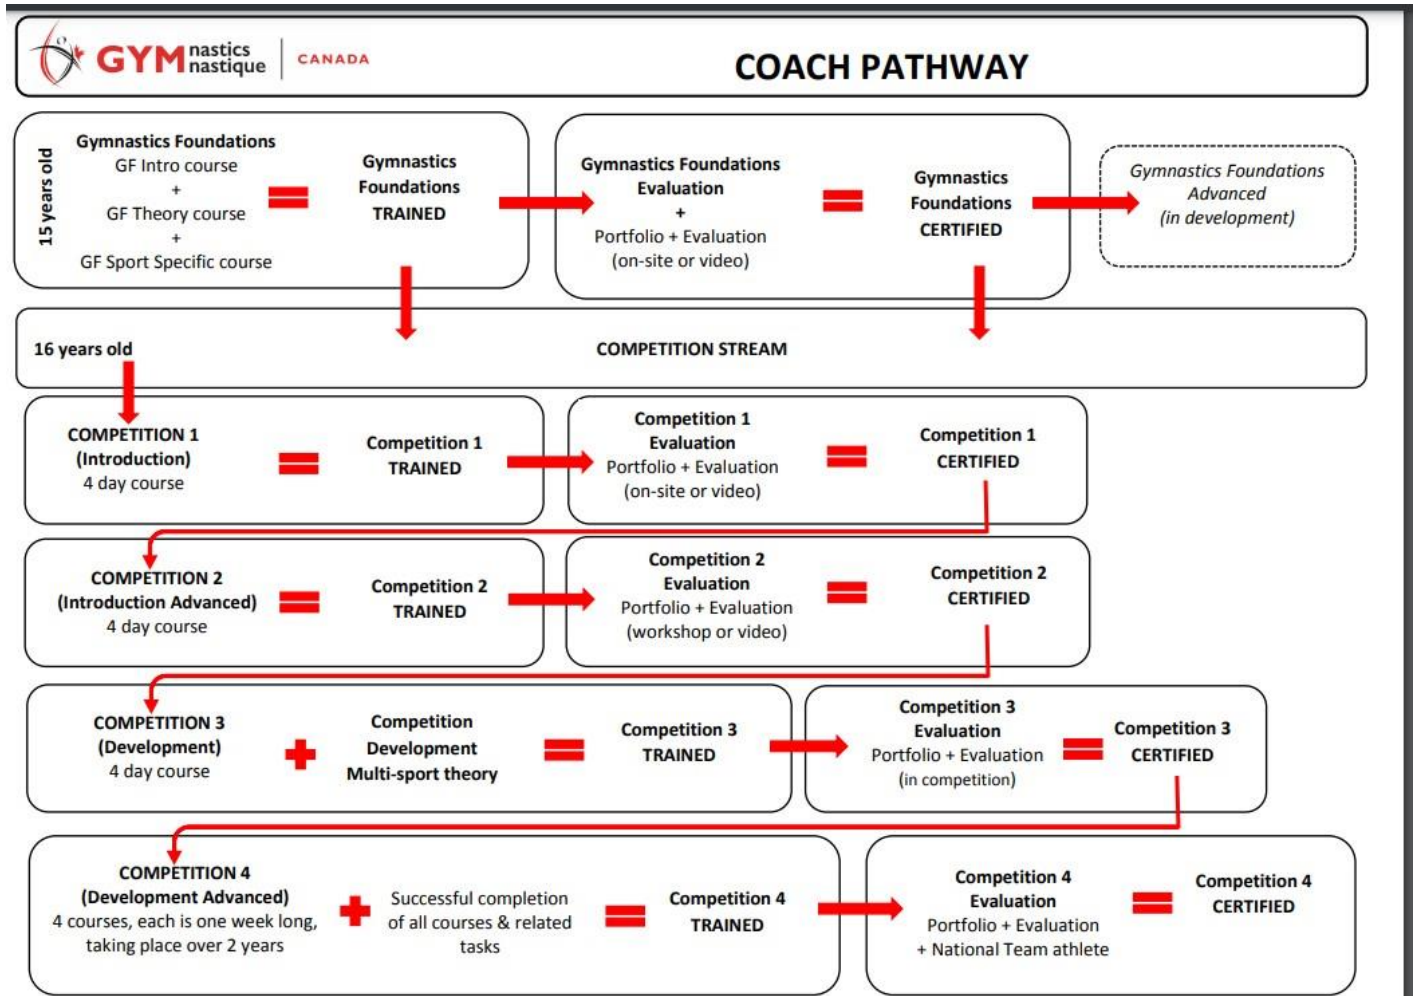 GYM nastics
nastique
CANADA
COACH PATHWAY
15 years old
Gymnastics Foundations
GF Intro course
+
GF Theory course
+
GF Sport Specific course
=
Gymnastics
Foundations
TRAINED
Gymnastics Foundations
Evaluation
+
Portfolio + Evaluation
(on-site or video)
=
Gymnastics
Foundations
CERTIFIED
Gymnastics Foundations
Advanced
(in development)
16 years old
COMPETITION STREAM
COMPETITION 1
(Introduction)
4 day course
=
Competition 1
TRAINED
Competition 1
Evaluation
Portfolio + Evaluation
(on-site or video)
=
Competition 1
CERTIFIED
COMPETITION 2
(Introduction Advanced)
4 day course
=
Competition 2
TRAINED
Competition 2
Evaluation
Portfolio + Evaluation
(workshop or video)
=
Competition 2
CERTIFIED
COMPETITION 3
(Development)
4 day course
+
Competition
Development
Multi-sport theory
=
Competition 3
TRAINED
Competition 3
Evaluation
Portfolio + Evaluation
(in competition)
=
Competition 3
CERTIFIED
COMPETITION 4
(Development Advanced)
4 courses, each is one week long,
taking place over 2 years
+
Successful completion
of all courses & related
tasks
=
Competition 4
TRAINED
Competition 4
Evaluation
Portfolio + Evaluation
+ National Team athlete
=
Competition 4
CERTIFIED